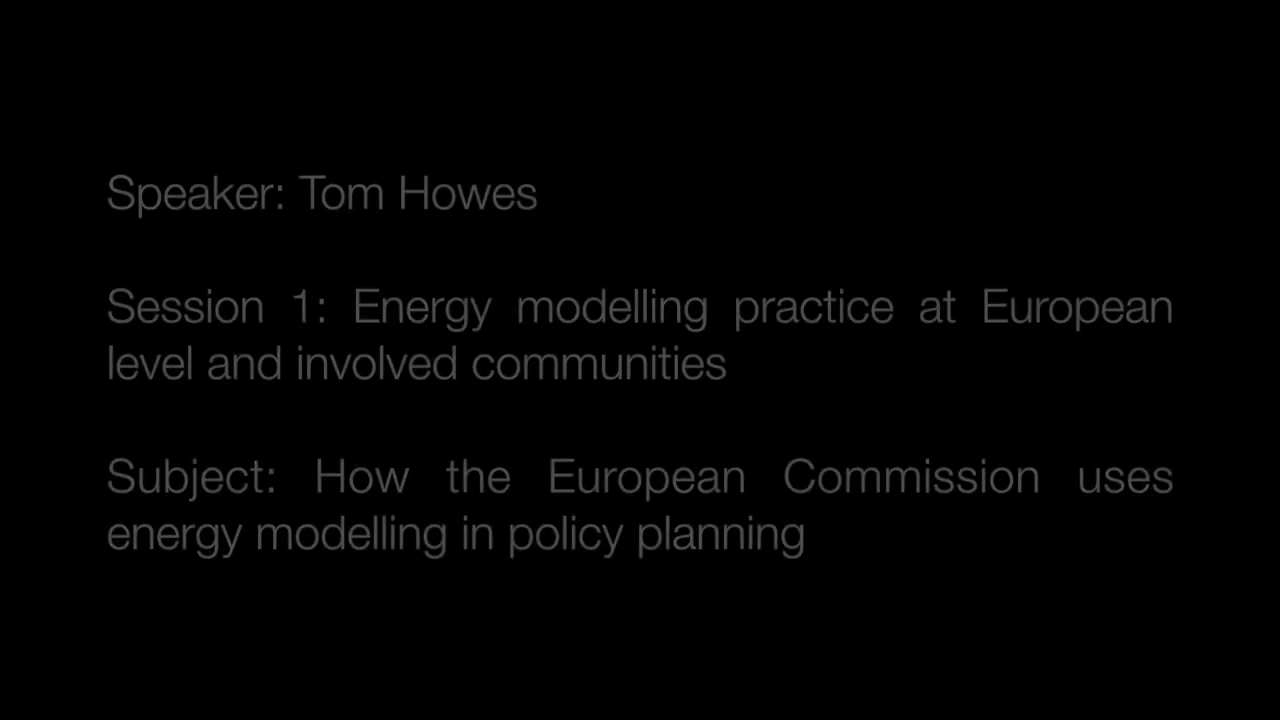 Speaker: Tom Howes
Session 1: Energy modelling practice at European
level and involved communities
Subject: How the European Commission uses
energy modelling in policy planning